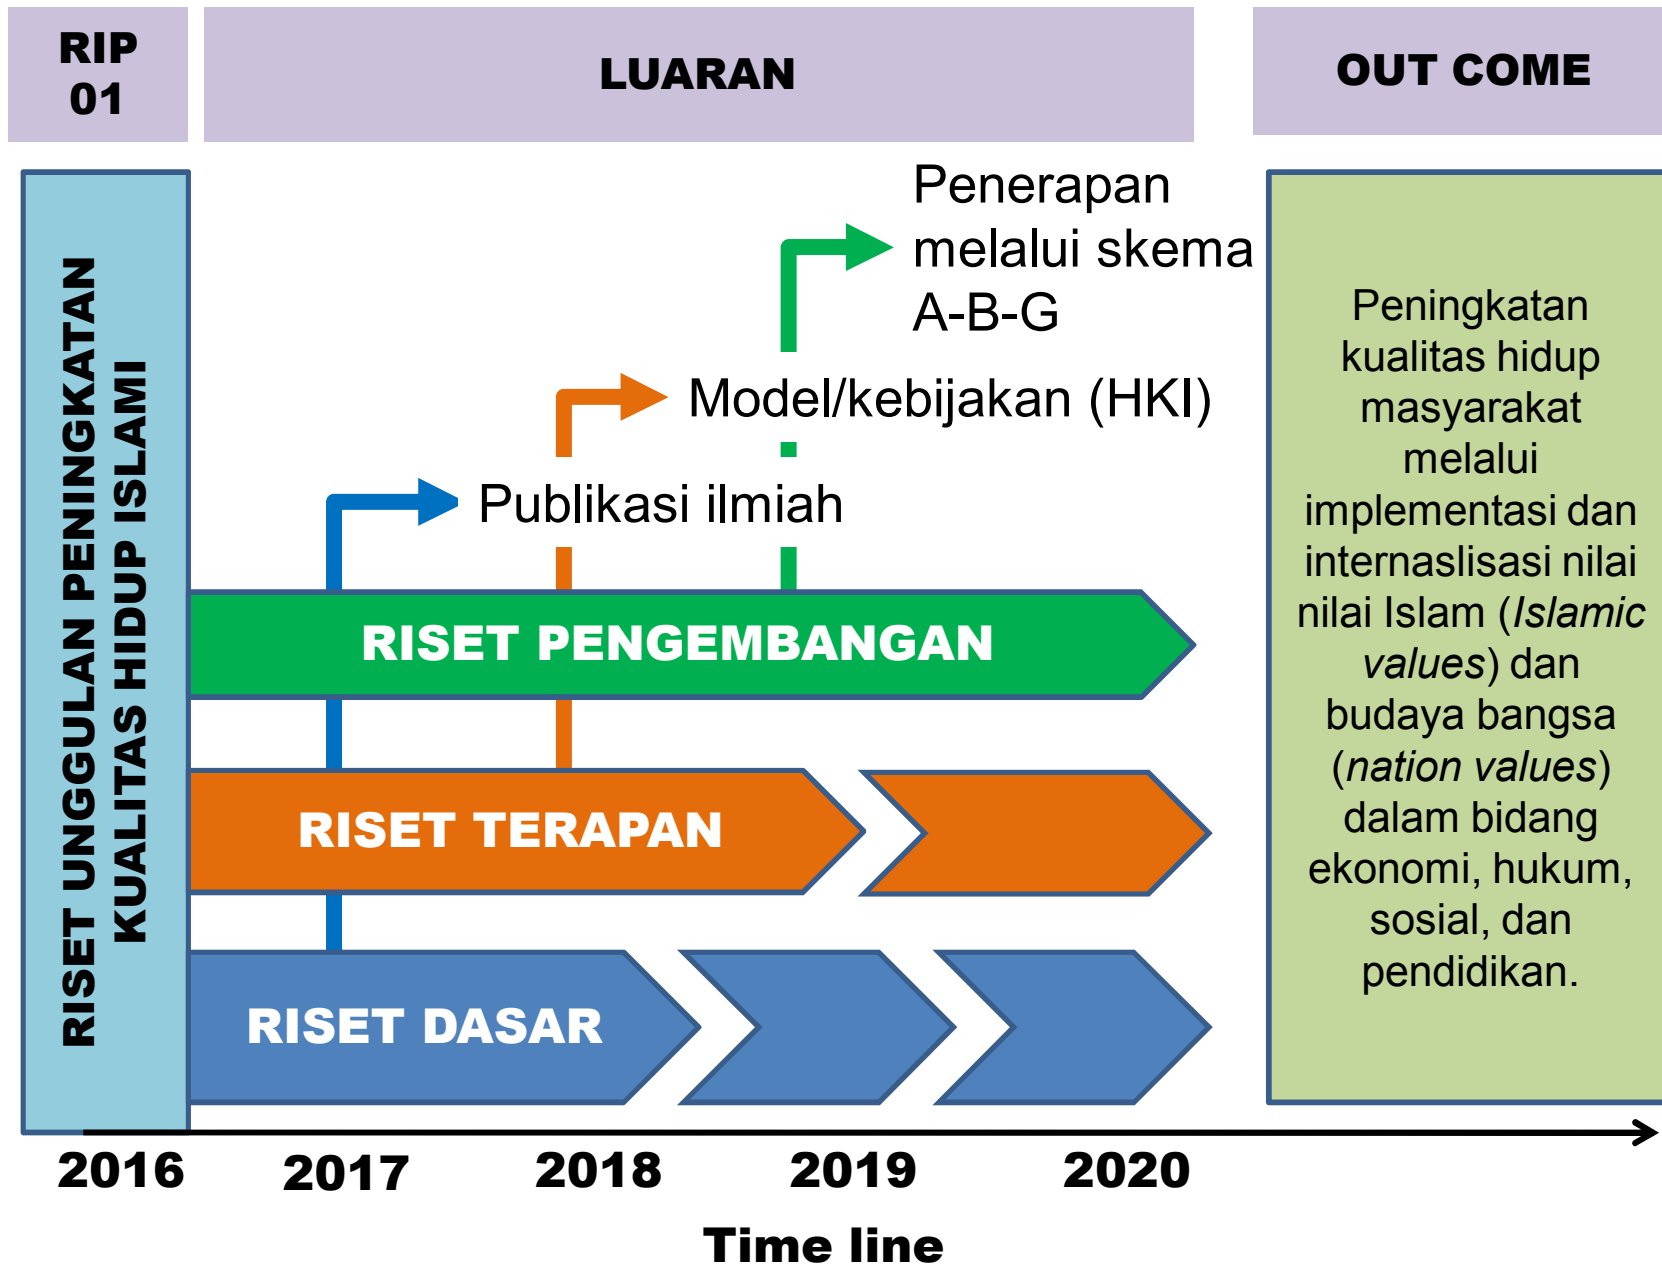 RIP
01
LUARAN
OUT COME
RISET UNGGULAN PENINGKATAN
KUALITAS HIDUP ISLAMI
Penerapan
melalui skema
A-B-G
Model/kebijakan (HKI)
Publikasi ilmiah
RISET PENGEMBANGAN
RISET TERAPAN
RISET DASAR
Peningkatan
kualitas hidup
masyarakat
melalui
implementasi dan
internaslisasi nilai
nilai Islam (Islamic
values) dan
budaya bangsa
(nation values)
dalam bidang
ekonomi, hukum,
sosial, dan
pendidikan.
2016 2017 2018 2019 2020
Time line